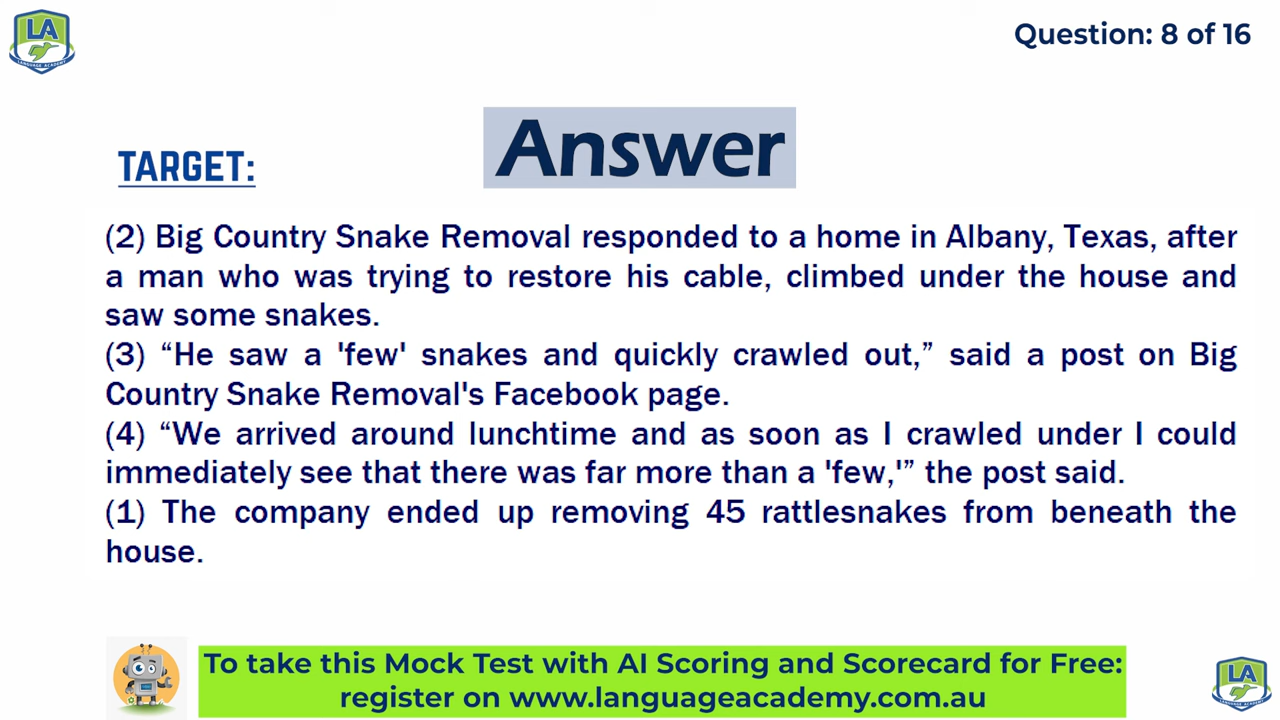 LA
LANGUAGE ACADEMY
Question: 8 of 16
Answer
TARGET:
(2) Big Country Snake Removal responded to a home in Albany, Texas, after
a man who was trying to restore his cable, climbed under the house and
saw some snakes.
(3) “He saw a 'few' snakes and quickly crawled out,” said a post on Big
Country Snake Removal's Facebook page.
(4) “We arrived around lunchtime and as soon as I crawled under I could
immediately see that there was far more than a 'few,'” the post said.
(1) The company ended up removing 45 rattlesnakes from beneath the
house.
To take this Mock Test with AI Scoring and Scorecard for Free:
register on www.languageacademy.com.au
LA
LANGUAGE ACADEMY